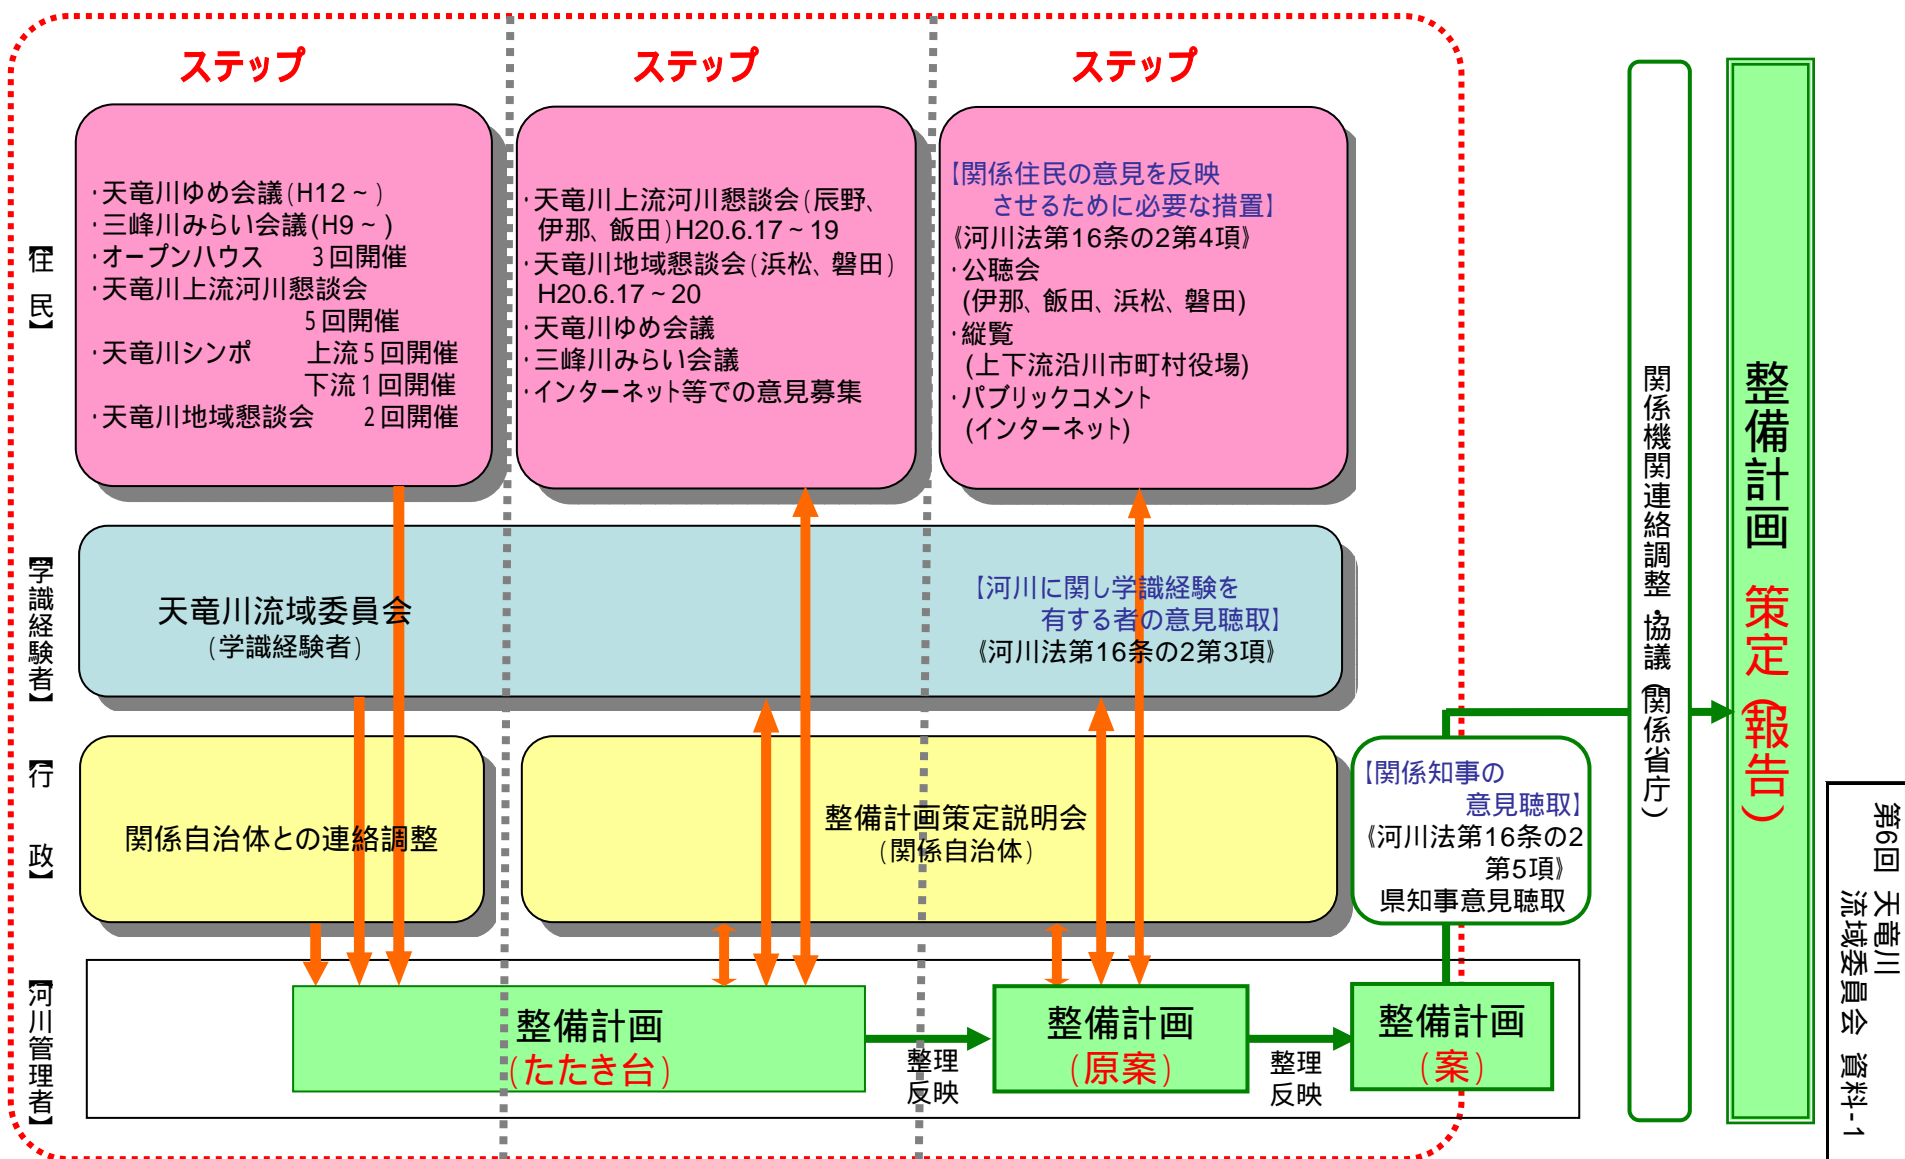 ステップ
ステップ
ステップ
【住民】
・天竜川ゆめ会議(H12～)
・三峰川みらい会議(H9～)
・オープンハウス　3回開催
・天竜川上流河川懇談会
5回開催
・天竜川シンポ　上流5回開催
下流1回開催
・天竜川地域懇談会　2回開催
・天竜川上流河川懇談会(辰野、
伊那、飯田)H20.6.17～19
・天竜川地域懇談会(浜松、磐田)
H20.6.17～20
・天竜川ゆめ会議
・三峰川みらい会議
・インターネット等での意見募集
【関係住民の意見を反映
させるために必要な措置】
《河川法第16条の2第4項》
・公聴会
(伊那、飯田、浜松、磐田)
・縦覧
(上下流沿川市町村役場)
・パブリックコメント
(インターネット)
【学識経験者】
天竜川流域委員会
(学識経験者)
【河川に関し学識経験を
有する者の意見聴取】
《河川法第16条の2第3項》
【行政】
関係自治体との連絡調整
整備計画策定説明会
(関係自治体)
【関係知事の
意見聴取】
《河川法第16条の2
第5項》
県知事意見聴取
【河川管理者】
整備計画
(たたき台)
整理
反映
整備計画
(原案)
整理
反映
整備計画
(案)
関係機関連絡調整・協議(関係省庁)
整備計画 策定(報告)
第6回 天竜川
流域委員会 資料-1